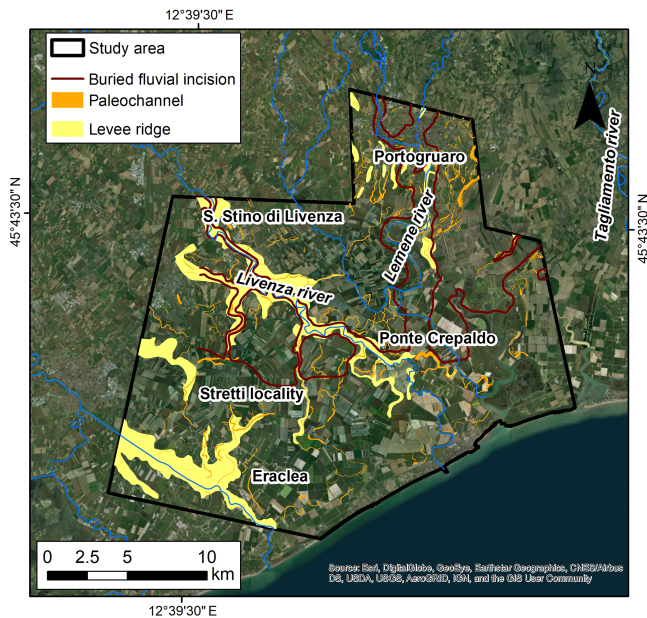 12°39'30" E
Study area
Buried fluvial incision
Paleochannel
Levee ridge
N
Tagliamento river
Portogruaro
45°43'30" N
S. Stino di Livenza
Lemene river
45°43'30" N
Livenza river
Ponte Crepaldo
Stretti locality
Eraclea
0 2.5 5 10
km
Source: Esri, DigitalGlobe, GeoEye, Earthstar Geographics, CNES/Airbus
DS, USDA, USGS, AeroGRID, IGN, and the GIS User Community
12°39'30" E